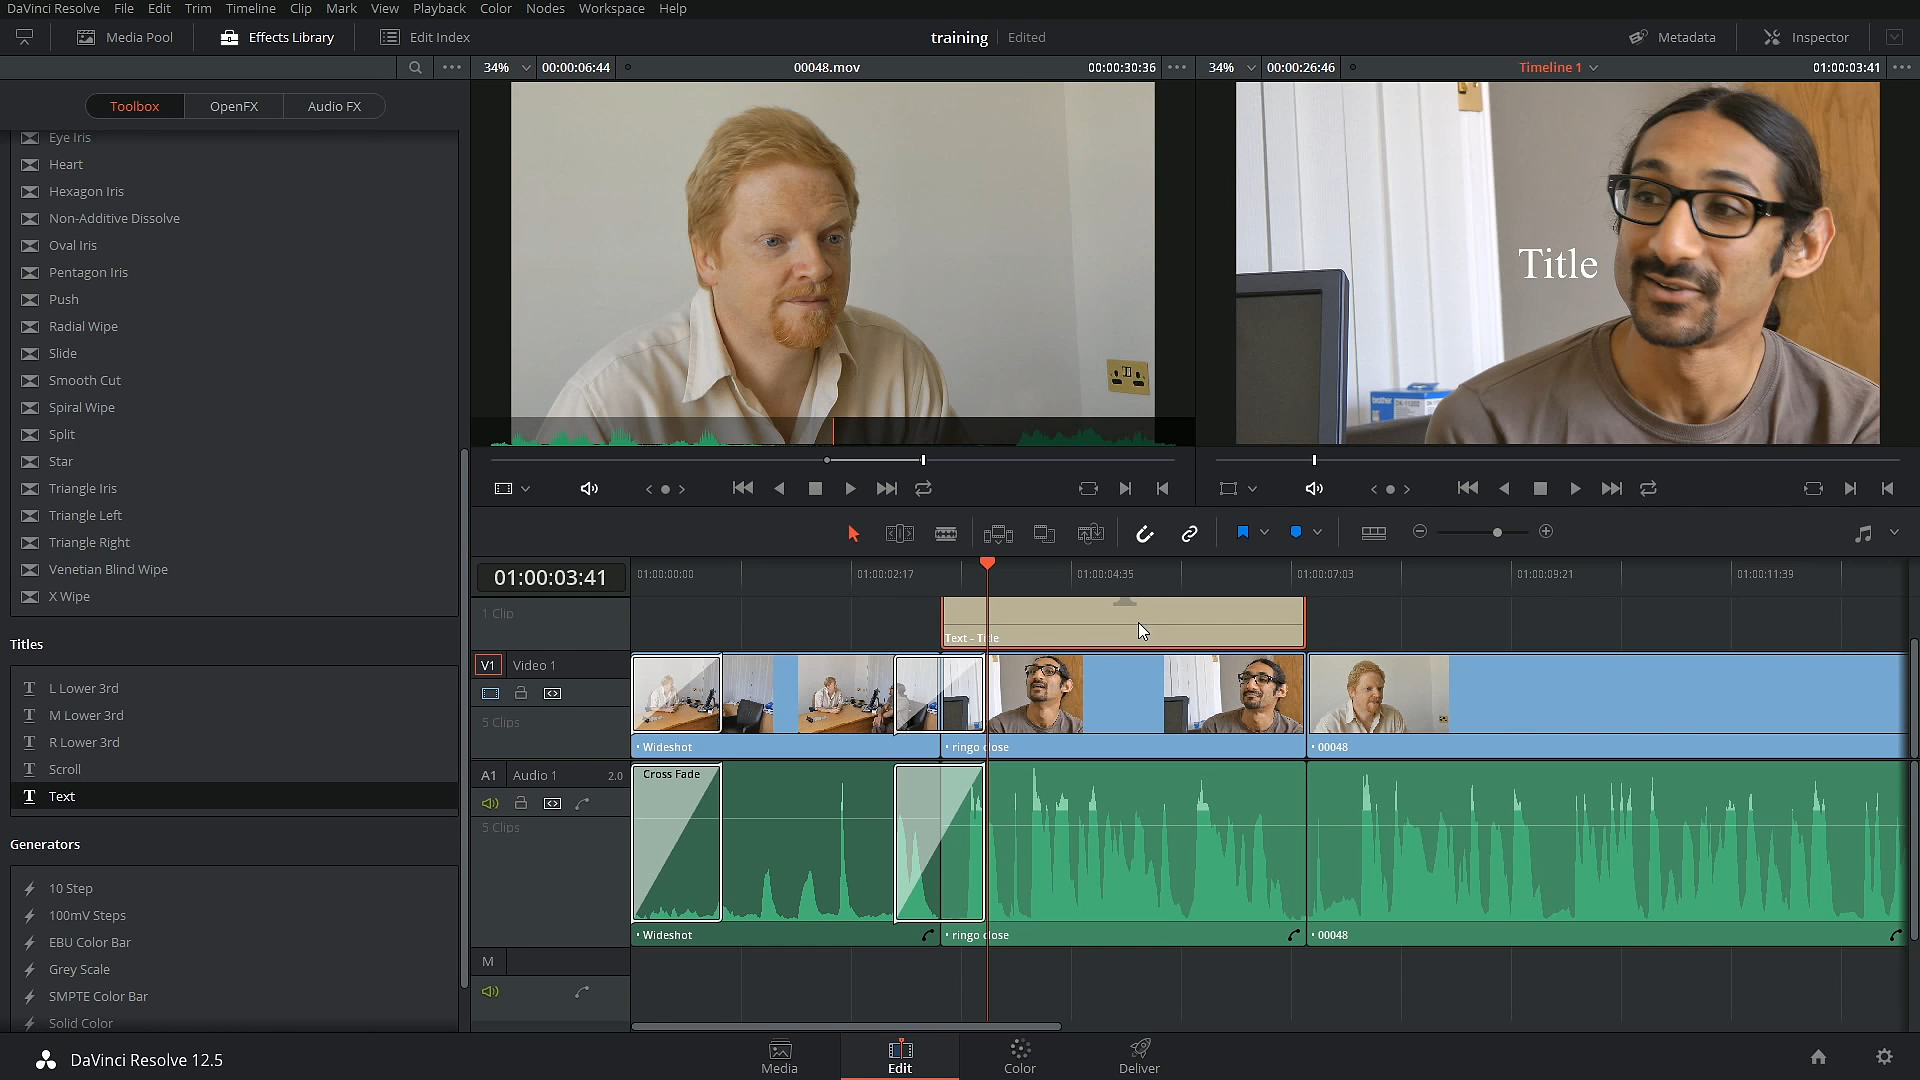 DaVinci Resolve File Edit Trim Timeline Clip Mark View Playback Color Nodes Workspace Help
Media Pool Effects Library Edit Index training Edited Metadata Inspector
34% 00:00:06:44 00048.mov 00:00:30:36 34% 00:00:26:46 Timeline 1 01:00:03:41
Toolbox OpenFX Audio FX
Eye Iris
Heart
Hexagon Iris
Non-Additive Dissolve
Oval Iris
Pentagon Iris
Push
Radial Wipe
Slide
Smooth Cut
Spiral Wipe
Split
Star
Triangle Iris
Triangle Left
Triangle Right
Venetian Blind Wipe
X Wipe
Titles
L Lower 3rd
M Lower 3rd
R Lower 3rd
Scroll
Text
Generators
10 Step
100mV Steps
EBU Color Bar
Grey Scale
SMPTE Color Bar
Solid Color
Title
brother
01:00:03:41 01:00:00:00 01:00:02:17 01:00:04:35 01:00:07:03 01:00:09:21 01:00:11:39
1 Clip
Text - Title
V1 Video 1
5 Clips
• Wideshot • ringo close • 00048
A1 Audio 1 2.0 Cross Fade
5 Clips
• Wideshot • ringo close • 00048
M
DaVinci Resolve 12.5 Media Edit Color Deliver